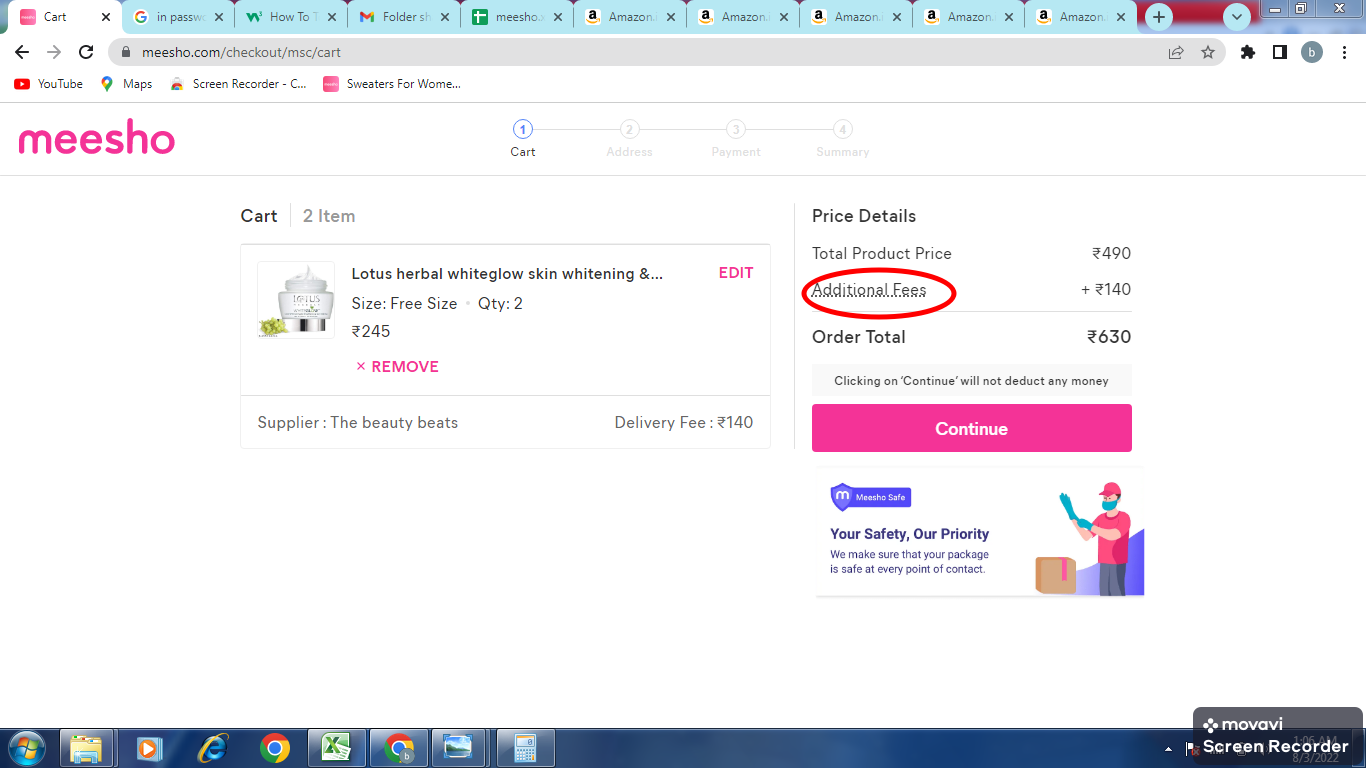 Cart
in passwo
How To T
Folder sh
meesho.
Amazon.
Amazon.
Amazon.
Amazon.
Amazon.
meesho.com/checkout/msc/cart
b
YouTube
Maps
Screen Recorder - C...
Sweaters For Wome...
meesho
1
2
3
4
Cart
Address
Payment
Summary
Cart
2 Item
Lotus herbal whiteglow skin whitening &...
EDIT
Size: Free Size
Qty: 2
₹245
× REMOVE
LOTUS
Supplier : The beauty beats
Delivery Fee : ₹140
Price Details
Total Product Price
₹490
Additional Fees
+ ₹140
Order Total
₹630
Clicking on ‘Continue’ will not deduct any money
Continue
m Meesho Safe
Your Safety, Our Priority
We make sure that your package
is safe at every point of contact.
movavi
Screen Recorder
1:06 AM
8/3/2022